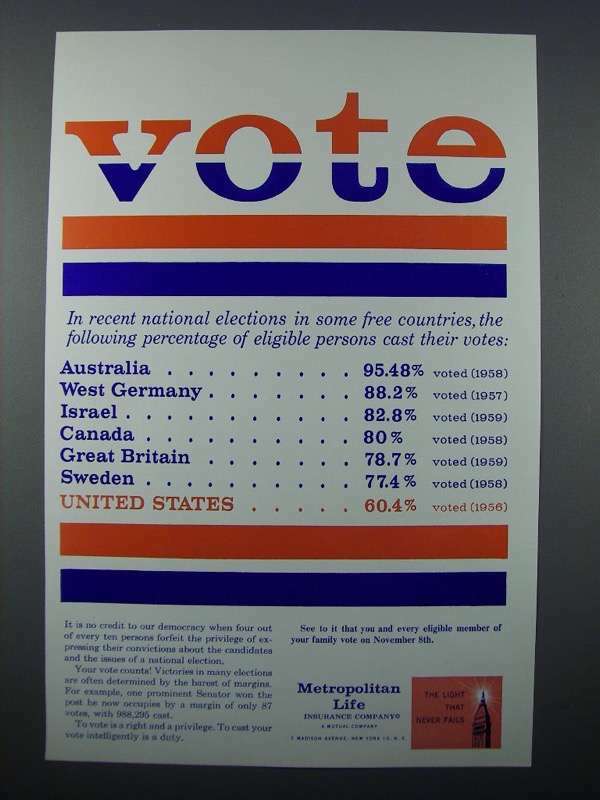 vote
In recent national elections in some free countries, the
following percentage of eligible persons cast their votes:
Australia . . . . . . . . . 95.48% voted (1958)
West Germany . . . . . . . 88.2% voted (1957)
Israel . . . . . . . . . . . 82.8% voted (1959)
Canada . . . . . . . . . . 80% voted (1958)
Great Britain . . . . . . . 78.7% voted (1959)
Sweden . . . . . . . . . . 77.4% voted (1958)
UNITED STATES . . . . . 60.4% voted (1956)
It is no credit to our democracy when four out
of every ten persons forfeit the privilege of ex-
pressing their convictions about the candidates
and the issues of a national election.
Your vote counts! Victories in many elections
are often determined by the barest of margins.
For example, one prominent Senator won the
post he now occupies by a margin of only 87
votes, with 988,295 cast.
To vote is a right and a privilege. To cast your
vote intelligently is a duty.
See to it that you and every eligible member of
your family vote on November 8th.
Metropolitan
Life
INSURANCE COMPANY®
A MUTUAL COMPANY
1 MADISON AVENUE, NEW YORK 10, N. Y.
THE LIGHT
THAT
NEVER FAILS